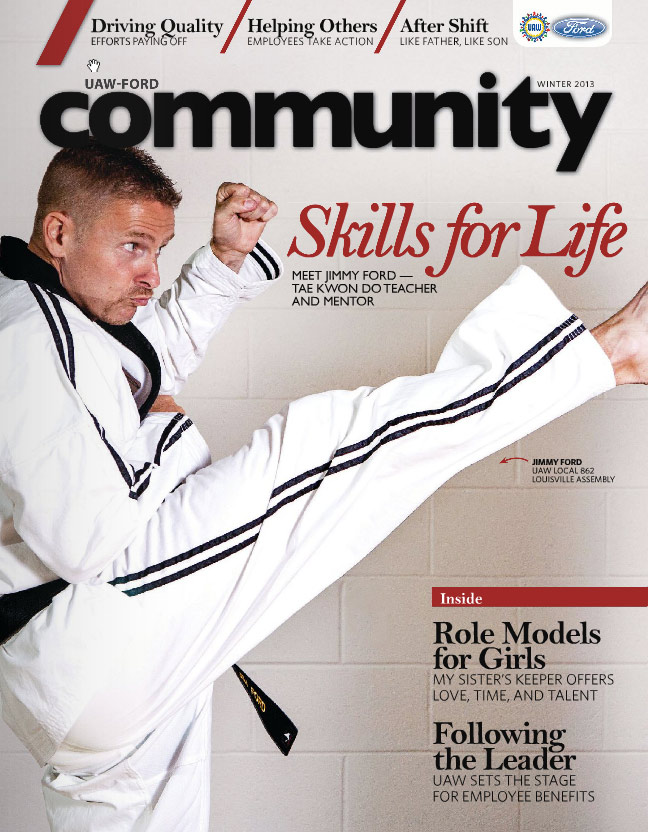 Driving Quality
EFFORTS PAYING OFF
Helping Others
EMPLOYEES TAKE ACTION
After Shift
LIKE FATHER, LIKE SON
UAW
Ford
UAW-FORD
WINTER 2013
community
Skills for Life
MEET JIMMY FORD —
TAE KWON DO TEACHER
AND MENTOR
JIMMY FORD
UAW LOCAL 862
LOUISVILLE ASSEMBLY
Inside
Role Models
for Girls
MY SISTER'S KEEPER OFFERS
LOVE, TIME, AND TALENT
Following
the Leader
UAW SETS THE STAGE
FOR EMPLOYEE BENEFITS
FORD